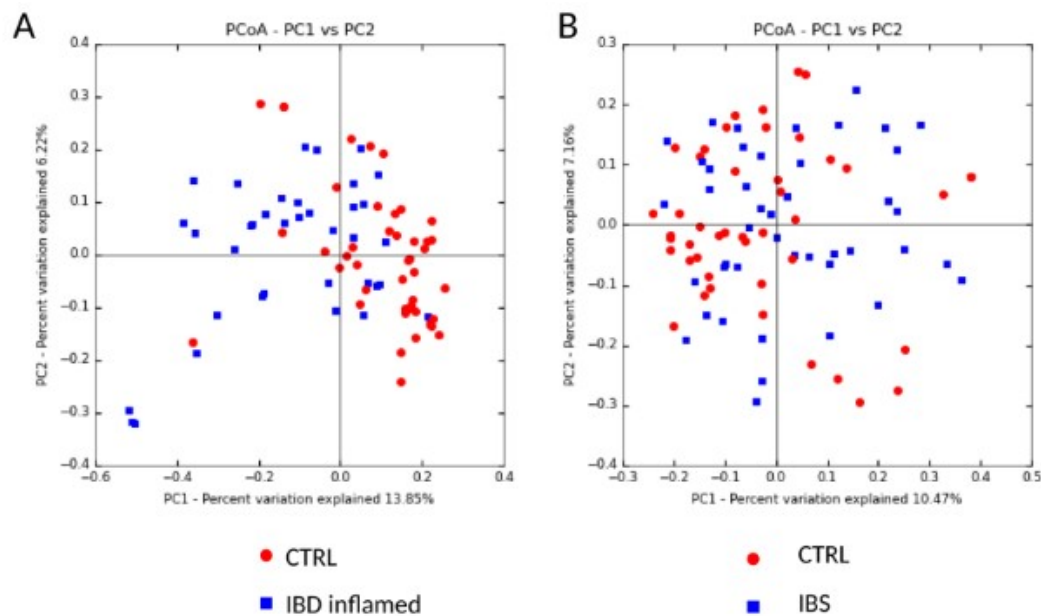 A
PCoA - PC1 vs PC2
0.4
0.3
0.2
0.1
0.0
−0.1
−0.2
−0.3
−0.4
PC2 - Percent variation explained 6.22%
−0.6
−0.4
−0.2
0.0
0.2
0.4
PC1 - Percent variation explained 13.85%
CTRL
IBD inflamed
B
PCoA - PC1 vs PC2
0.3
0.2
0.1
0.0
−0.1
−0.2
−0.3
−0.4
PC2 - Percent variation explained 7.16%
−0.3
−0.2
−0.1
0.0
0.1
0.2
0.3
0.4
0.5
PC1 - Percent variation explained 10.47%
CTRL
IBS